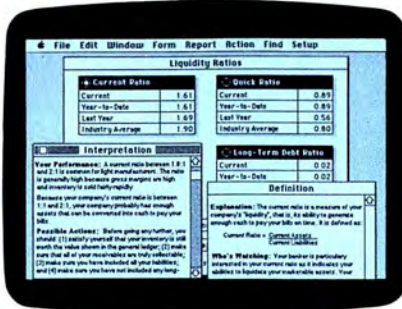 File Edit Window Form Report Action Find Setup
Liquidity Ratios
Current Ratio
Current 1.61
Year-to-Date 1.61
Last Year 1.69
Industry Average 1.90
Quick Ratio
Current 0.89
Year-to-Date 0.89
Last Year 0.56
Industry Average 0.80
Long-Term Debt
Current 0.02
Year-to-Date 0.02
Interpretation
Your Performance: A current ratio between 1.8:1
and 2:1 is common for light manufacturers. The ratio
is generally high because gross margins are high
and inventory is sold fairly rapidly.
Because your company's current ratio is between
1:1 and 2:1, your company probably has enough
assets that can be converted into cash to pay your
bills.
Possible Actions: Before going any further, you
should: (1) satisfy yourself that your inventory is still
worth the value shown in the general ledger; (2) make
sure that all of your receivables are truly collectable;
(3) make sure you have included all your liabilities;
and (4) make sure you have not included any long-
Definition
Explanation: The current ratio is a measure of your
company's "liquidity", that is, its ability to generate
enough cash to pay your bills on time. It is defined as:
Current Ratio = Current Assets
Current Liabilities
Who's Watching: Your banker is particularly
interested in your current ratio as it indicates your
abilities to liquidate your marketable assets. Your